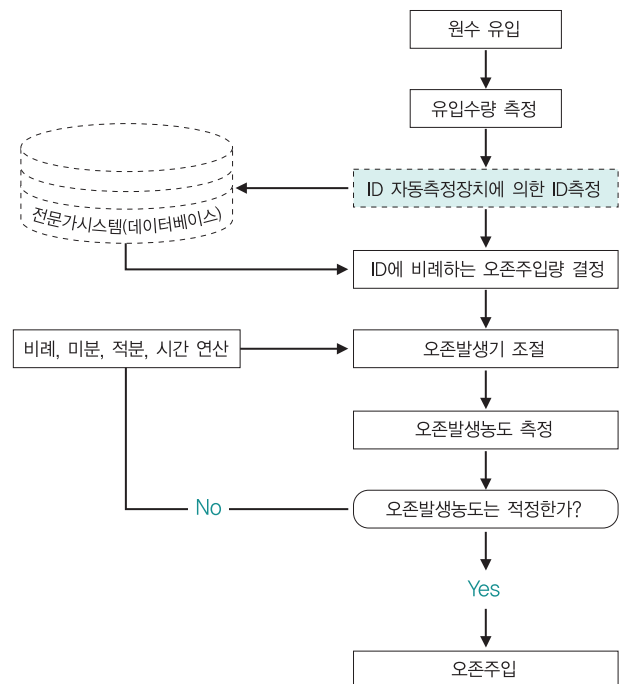 원수 유입
유입수량 측정
ID 자동측정장치에 의한 ID측정
전문가시스템(데이터베이스)
ID에 비례하는 오존주입량 결정
비례, 미분, 적분, 시간 연산
오존발생기 조절
오존발생농도 측정
No
오존발생농도는 적정한가?
Yes
오존주입